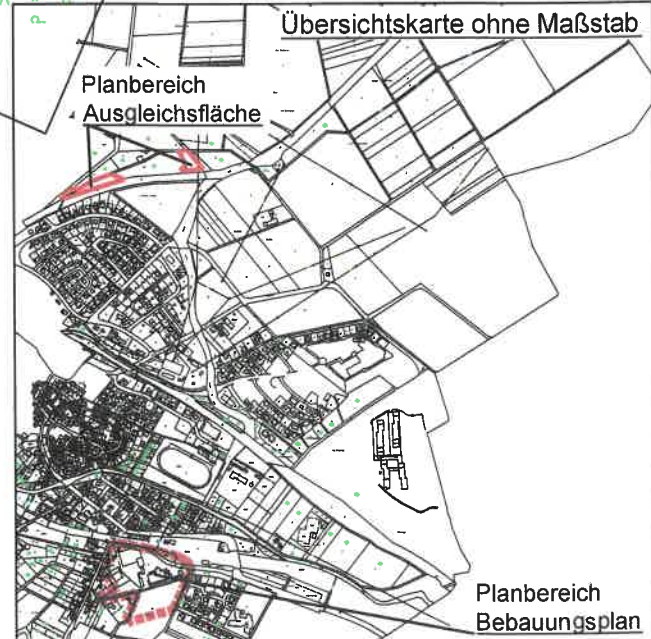 Übersichtskarte ohne Maßstab
Planbereich
Ausgleichsfläche
Planbereich
Bebauungsplan